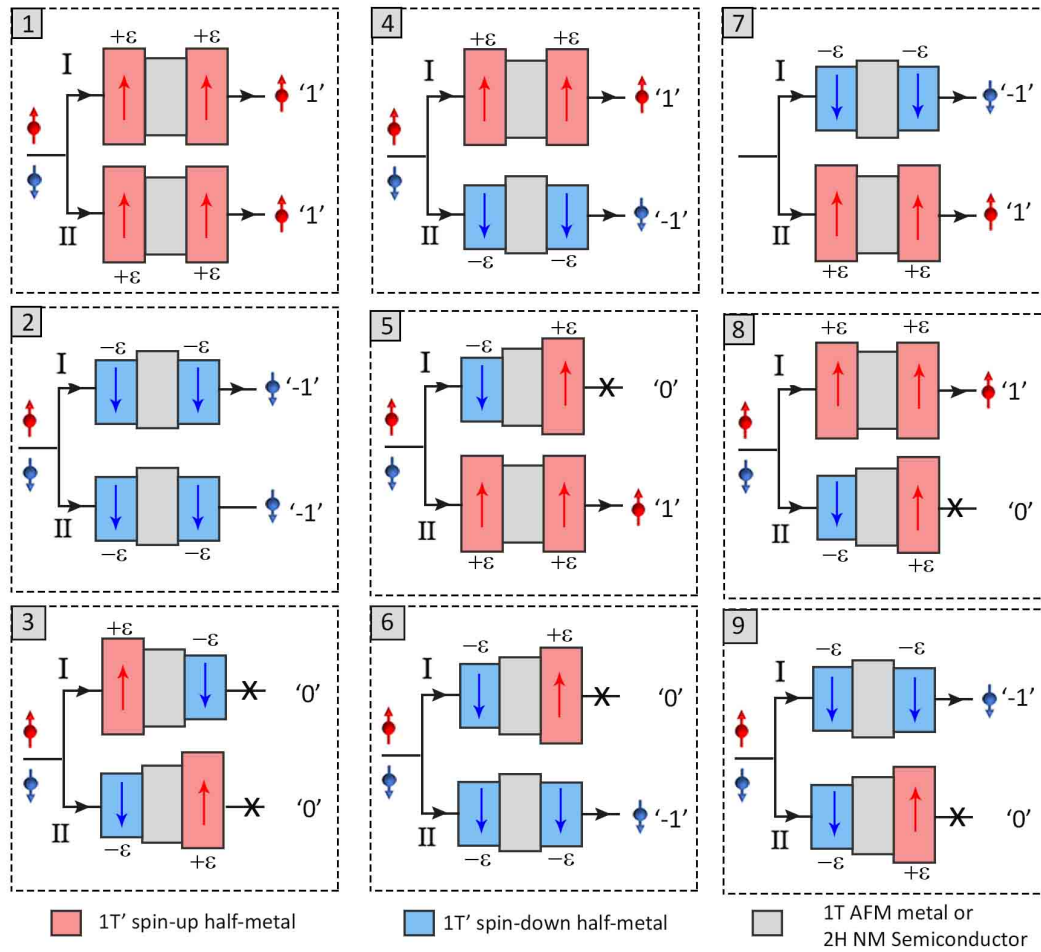 1
+ε +ε
I
'1'
'1'
II
+ε +ε
4
+ε +ε
I
'1'
'-1'
II
−ε −ε
7
−ε −ε
I
'-1'
'1'
II
+ε +ε
2
−ε −ε
I
'-1'
'-1'
II
−ε −ε
5
−ε +ε
I
X '0'
'1'
II
+ε +ε
8
+ε +ε
I
'1'
X '0'
II
−ε +ε
3
+ε −ε
I
X '0'
X '0'
II
−ε +ε
6
−ε +ε
I
X '0'
'-1'
II
−ε −ε
9
−ε −ε
I
'-1'
X '0'
II
−ε +ε
1T' spin-up half-metal
1T' spin-down half-metal
1T AFM metal or
2H NM Semiconductor